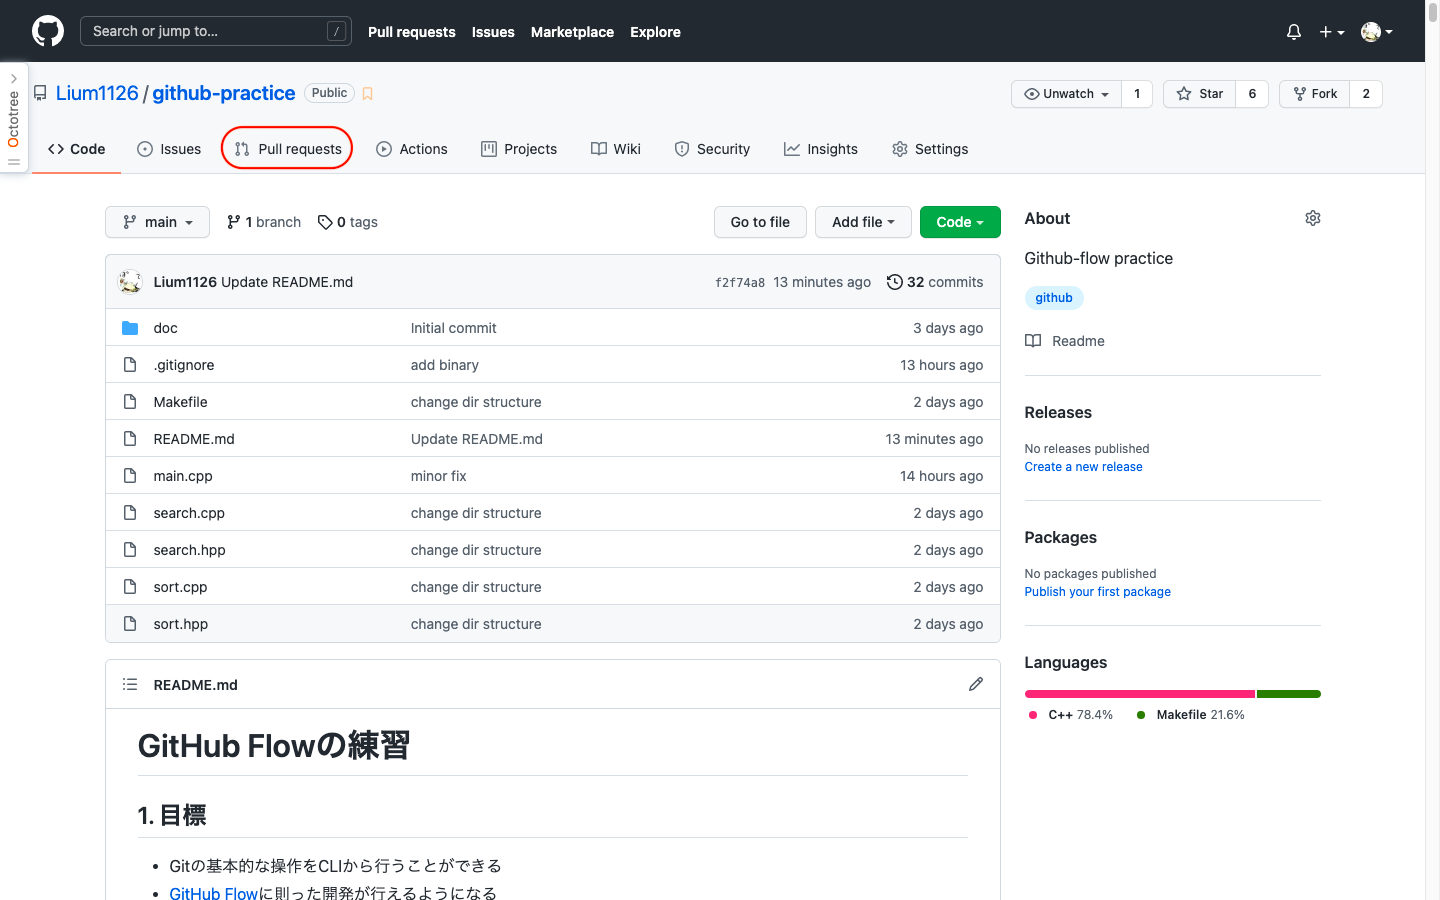 Search or jump to... /
Pull requests Issues Marketplace Explore
Octotree
Lium1126 / github-practice Public
Unwatch 1 Star 6 Fork 2
Code Issues Pull requests Actions Projects Wiki Security Insights Settings
main 1 branch 0 tags Go to file Add file Code
Lium1126 Update README.md f2f74a8 13 minutes ago 32 commits
doc Initial commit 3 days ago
.gitignore add binary 13 hours ago
Makefile change dir structure 2 days ago
README.md Update README.md 13 minutes ago
main.cpp minor fix 14 hours ago
search.cpp change dir structure 2 days ago
search.hpp change dir structure 2 days ago
sort.cpp change dir structure 2 days ago
sort.hpp change dir structure 2 days ago
README.md
GitHub Flowの練習
1. 目標
• Gitの基本的な操作をCLIから行うことができる
• GitHub Flowに則った開発が行えるようになる
About
Github-flow practice
github
Readme
Releases
No releases published
Create a new release
Packages
No packages published
Publish your first package
Languages
C++ 78.4% Makefile 21.6%